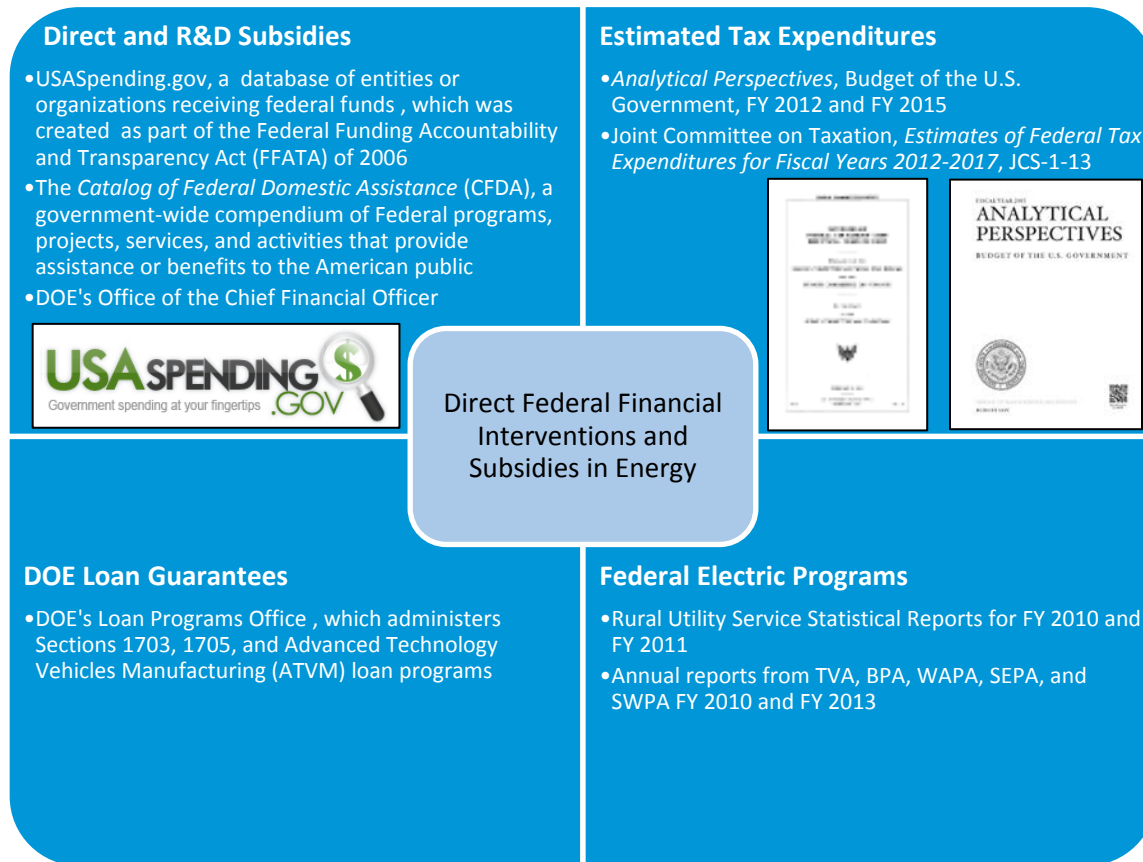 Direct and R&D Subsidies
•USASpending.gov, a database of entities or
organizations receiving federal funds , which was
created as part of the Federal Funding Accountability
and Transparency Act (FFATA) of 2006
•The Catalog of Federal Domestic Assistance (CFDA), a
government-wide compendium of Federal programs,
projects, services, and activities that provide
assistance or benefits to the American public
•DOE's Office of the Chief Financial Officer
USASPENDING
.GOV
Government spending at your fingertips
Estimated Tax Expenditures
•Analytical Perspectives, Budget of the U.S.
Government, FY 2012 and FY 2015
•Joint Committee on Taxation, Estimates of Federal Tax
Expenditures for Fiscal Years 2012-2017, JCS-1-13
FISCAL YEAR 2015
ANALYTICAL
PERSPECTIVES
BUDGET OF THE U.S. GOVERNMENT
Direct Federal Financial
Interventions and
Subsidies in Energy
DOE Loan Guarantees
•DOE's Loan Programs Office , which administers
Sections 1703, 1705, and Advanced Technology
Vehicles Manufacturing (ATVM) loan programs
Federal Electric Programs
•Rural Utility Service Statistical Reports for FY 2010 and
FY 2011
•Annual reports from TVA, BPA, WAPA, SEPA, and
SWPA FY 2010 and FY 2013